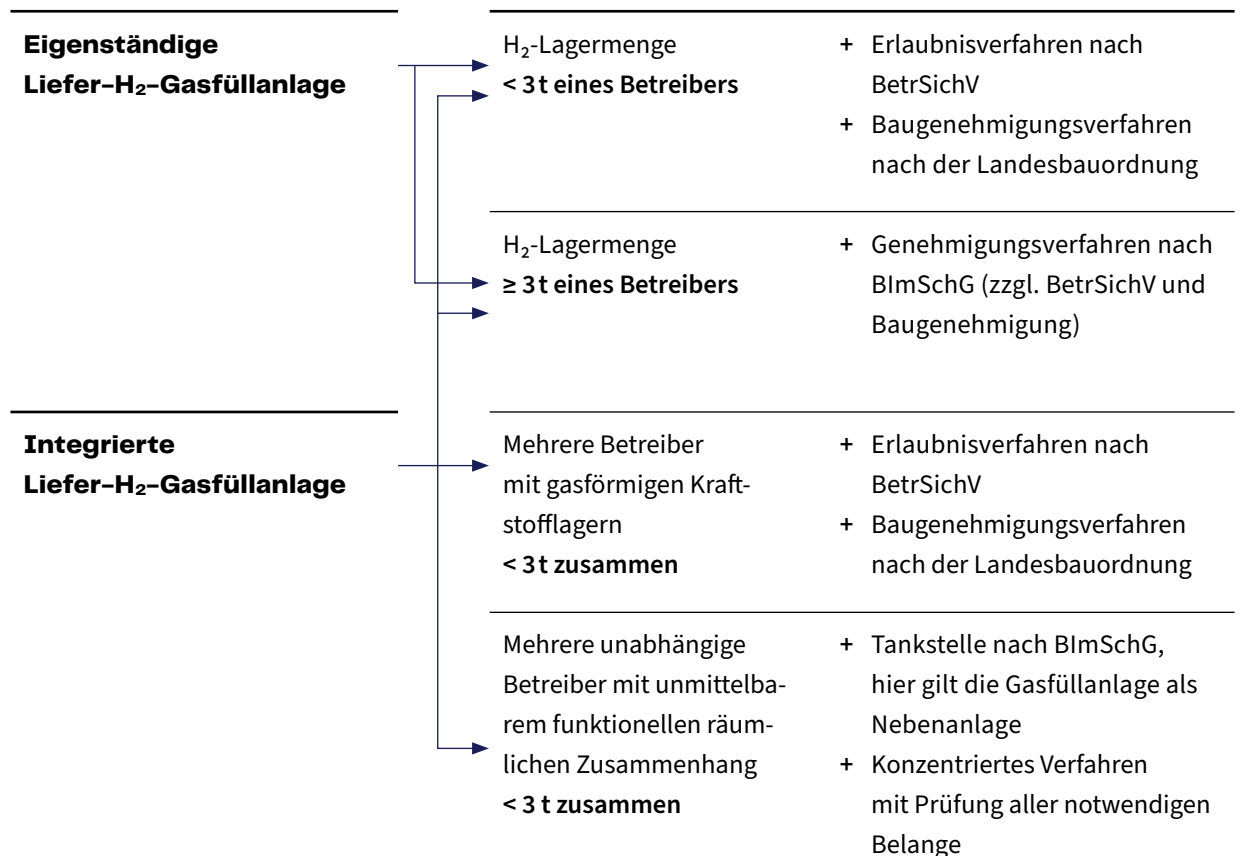 Eigenständige
Liefer–H₂–Gasfüllanlage
H₂-Lagermenge
< 3 t eines Betreibers
+ Erlaubnisverfahren nach
BetrSichV
+ Baugenehmigungsverfahren
nach der Landesbauordnung
H₂-Lagermenge
≥ 3 t eines Betreibers
+ Genehmigungsverfahren nach
BImSchG (zzgl. BetrSichV und
Baugenehmigung)
Integrierte
Liefer–H₂–Gasfüllanlage
Mehrere Betreiber
mit gasförmigen Kraft-
stofflagern
< 3 t zusammen
+ Erlaubnisverfahren nach
BetrSichV
+ Baugenehmigungsverfahren
nach der Landesbauordnung
Mehrere unabhängige
Betreiber mit unmittelba-
rem funktionellen räum-
lichen Zusammenhang
< 3 t zusammen
+ Tankstelle nach BImSchG,
hier gilt die Gasfüllanlage als
Nebenanlage
+ Konzentriertes Verfahren
mit Prüfung aller notwendigen
Belange